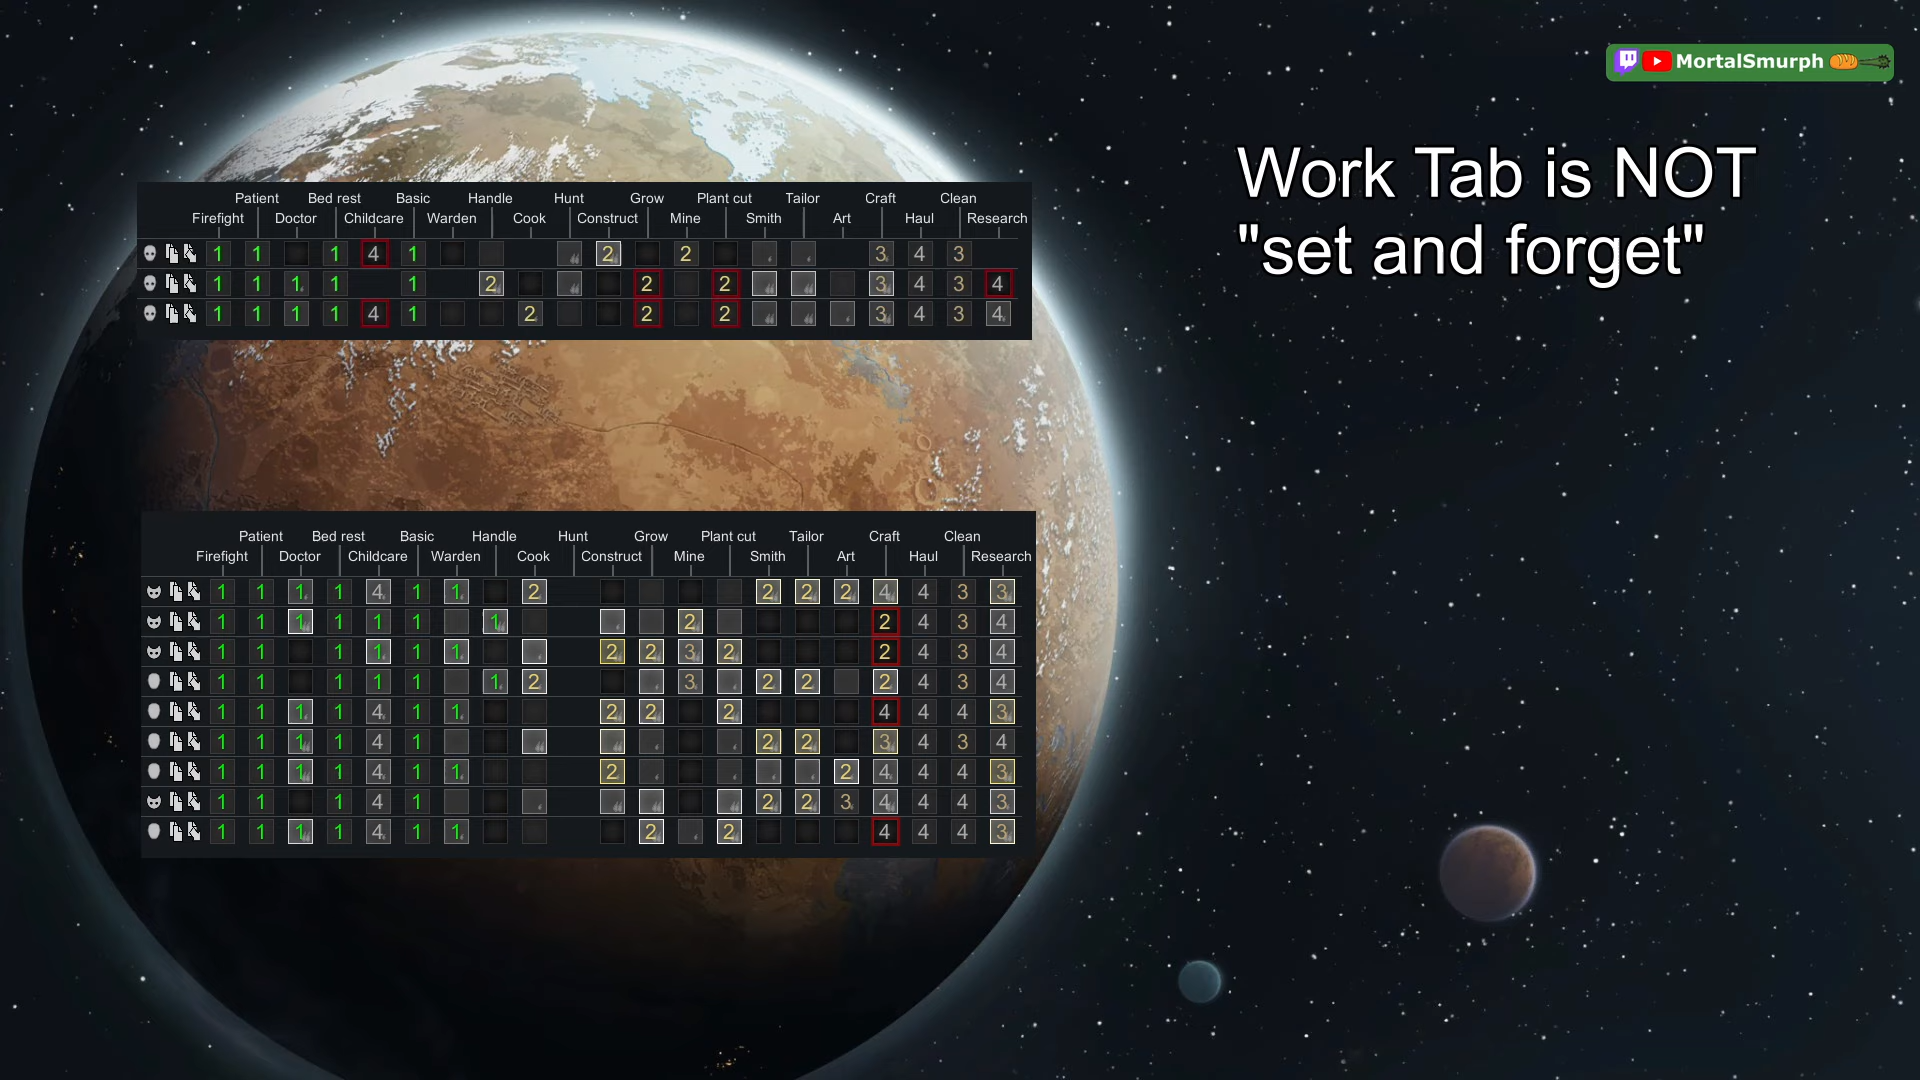 MortalSmurph
Work Tab is NOT
"set and forget"
Patient Bed rest Basic Handle Hunt Grow Plant cut Tailor Craft Clean
Firefight Doctor Childcare Warden Cook Construct Mine Smith Art Haul Research
1 1 1 4 1 2 2 3 4 3
1 1 1 1 1 2 2 2 3 4 3 4
1 1 1 1 4 1 2 2 2 3 4 3 4
Patient Bed rest Basic Handle Hunt Grow Plant cut Tailor Craft Clean
Firefight Doctor Childcare Warden Cook Construct Mine Smith Art Haul Research
1 1 1 1 4 1 1 2 2 2 2 4 4 3 3
1 1 1 1 1 1 1 2 2 4 3 4
1 1 1 1 1 1 2 2 3 2 2 4 3 4
1 1 1 1 1 1 2 3 2 2 2 4 3 4
1 1 1 1 4 1 1 2 2 2 4 4 4 3
1 1 1 1 4 1 2 2 3 4 3 4
1 1 1 1 4 1 1 2 2 4 4 4 3
1 1 1 4 1 2 2 3 4 4 4 3
1 1 1 1 4 1 1 2 2 4 4 4 3